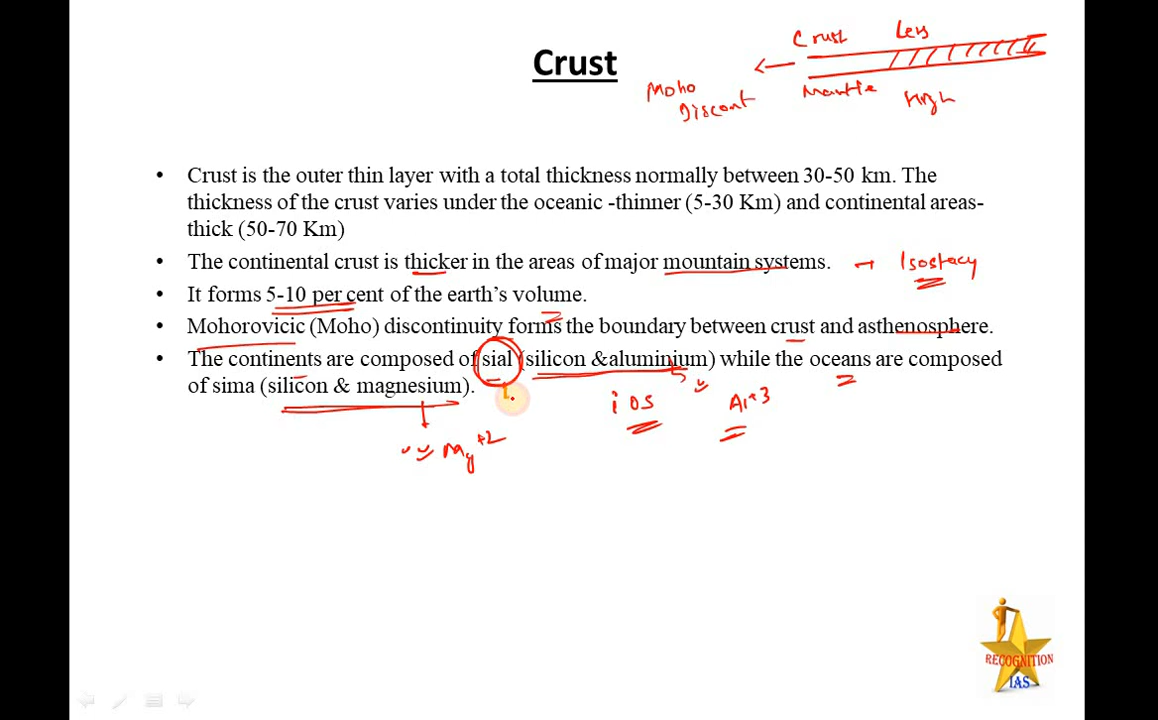 Crust
Crust Less
Moho
Discont
Mantle High
• Crust is the outer thin layer with a total thickness normally between 30-50 km. The
thickness of the crust varies under the oceanic -thinner (5-30 Km) and continental areas-
thick (50-70 Km)
• The continental crust is thicker in the areas of major mountain systems. → Isostacy
• It forms 5-10 per cent of the earth's volume.
• Mohorovicic (Moho) discontinuity forms the boundary between crust and asthenosphere.
• The continents are composed of sial (silicon &aluminium) while the oceans are composed
of sima (silicon & magnesium).
Al+3
Mg+2
RECOGNITION
IAS